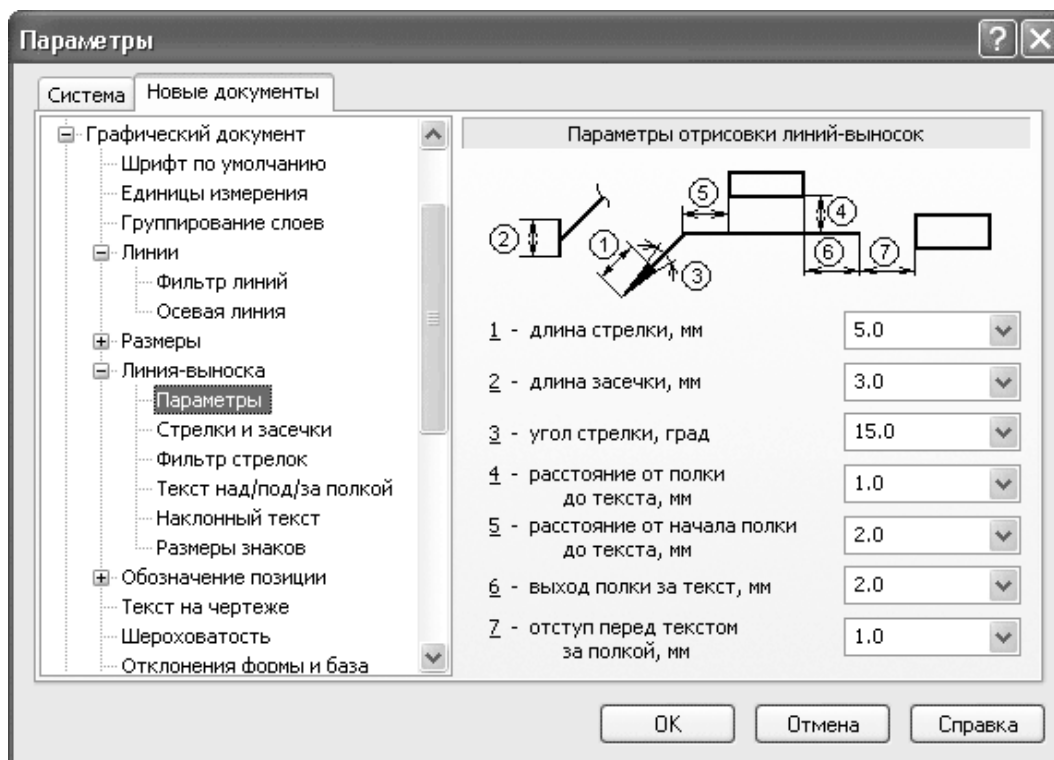 Параметры
Система
Новые документы
Графический документ
Шрифт по умолчанию
Единицы измерения
Группирование слоев
Линии
Фильтр линий
Осевая линия
Размеры
Линия-выноска
Параметры
Стрелки и засечки
Фильтр стрелок
Текст над/под/за полкой
Наклонный текст
Размеры знаков
Обозначение позиции
Текст на чертеже
Шероховатость
Отклонения формы и база
Параметры отрисовки линий-выносок
5
4
2
1
6
7
3
1 - длина стрелки, мм 5.0
2 - длина засечки, мм 3.0
3 - угол стрелки, град 15.0
4 - расстояние от полки
до текста, мм 1.0
5 - расстояние от начала полки
до текста, мм 2.0
6 - выход полки за текст, мм 2.0
7 - отступ перед текстом
за полкой, мм 1.0
OK
Отмена
Справка